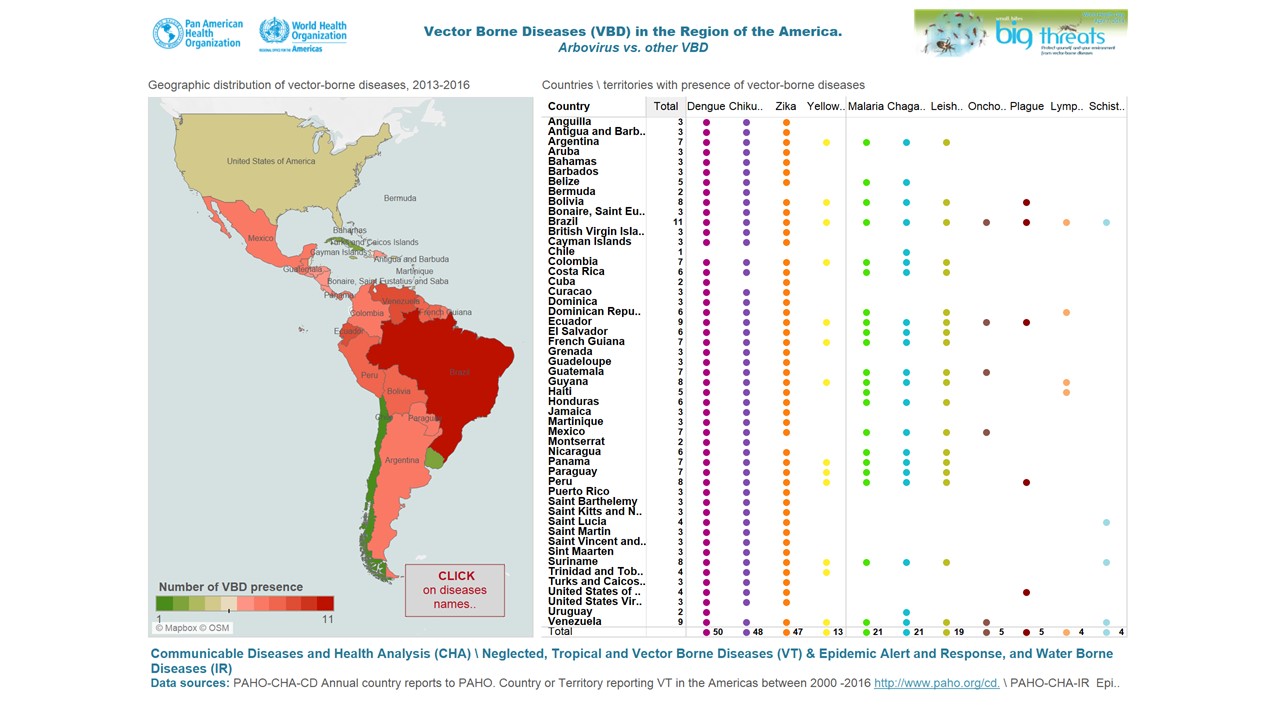 Pan American
Health
Organization
World Health
Organization
REGIONAL OFFICE FOR THE Americas
Vector Borne Diseases (VBD) in the Region of the America.
Arbovirus vs. other VBD
small bites
big threats
Protect yourself and your environment
from vector-borne diseases
Geographic distribution of vector-borne diseases, 2013-2016
Countries \ territories with presence of vector-borne diseases
United States of America
Bermuda
Mexico
Bahamas
Turks and Caicos Islands
Cayman Islands
Antigua and Barbuda
Guatemala
Martinique
Bonaire, Saint Eustatius and Saba
Panama
Venezuela
Colombia
French Guiana
Ecuador
Peru
Brazil
Bolivia
Paraguay
Argentina
Number of VBD presence
1
11
© Mapbox © OSM
CLICK
on diseases
names..
Country Total Dengue Chiku.. Zika Yellow.. Malaria Chaga.. Leish.. Oncho.. Plague Lymp.. Schist..
Anguilla 3
Antigua and Barb.. 3
Argentina 7
Aruba 3
Bahamas 3
Barbados 3
Belize 5
Bermuda 2
Bolivia 8
Bonaire, Saint Eu.. 3
Brazil 11
British Virgin Isla.. 3
Cayman Islands 3
Chile 1
Colombia 7
Costa Rica 6
Cuba 2
Curacao 3
Dominica 3
Dominican Repu.. 6
Ecuador 9
El Salvador 6
French Guiana 7
Grenada 3
Guadeloupe 3
Guatemala 7
Guyana 8
Haiti 5
Honduras 6
Jamaica 3
Martinique 3
Mexico 7
Montserrat 2
Nicaragua 6
Panama 7
Paraguay 7
Peru 8
Puerto Rico 3
Saint Barthelemy 3
Saint Kitts and N.. 3
Saint Lucia 4
Saint Martin 3
Saint Vincent and.. 3
Sint Maarten 3
Suriname 8
Trinidad and Tob.. 4
Turks and Caicos.. 3
United States of .. 4
United States Vir.. 3
Uruguay 2
Venezuela 9
Total 50 48 47 13 21 21 19 5 5 4 4
Communicable Diseases and Health Analysis (CHA) \ Neglected, Tropical and Vector Borne Diseases (VT) & Epidemic Alert and Response, and Water Borne
Diseases (IR)
Data sources: PAHO-CHA-CD Annual country reports to PAHO. Country or Territory reporting VT in the Americas between 2000 -2016 http://www.paho.org/cd. \ PAHO-CHA-IR Epi..